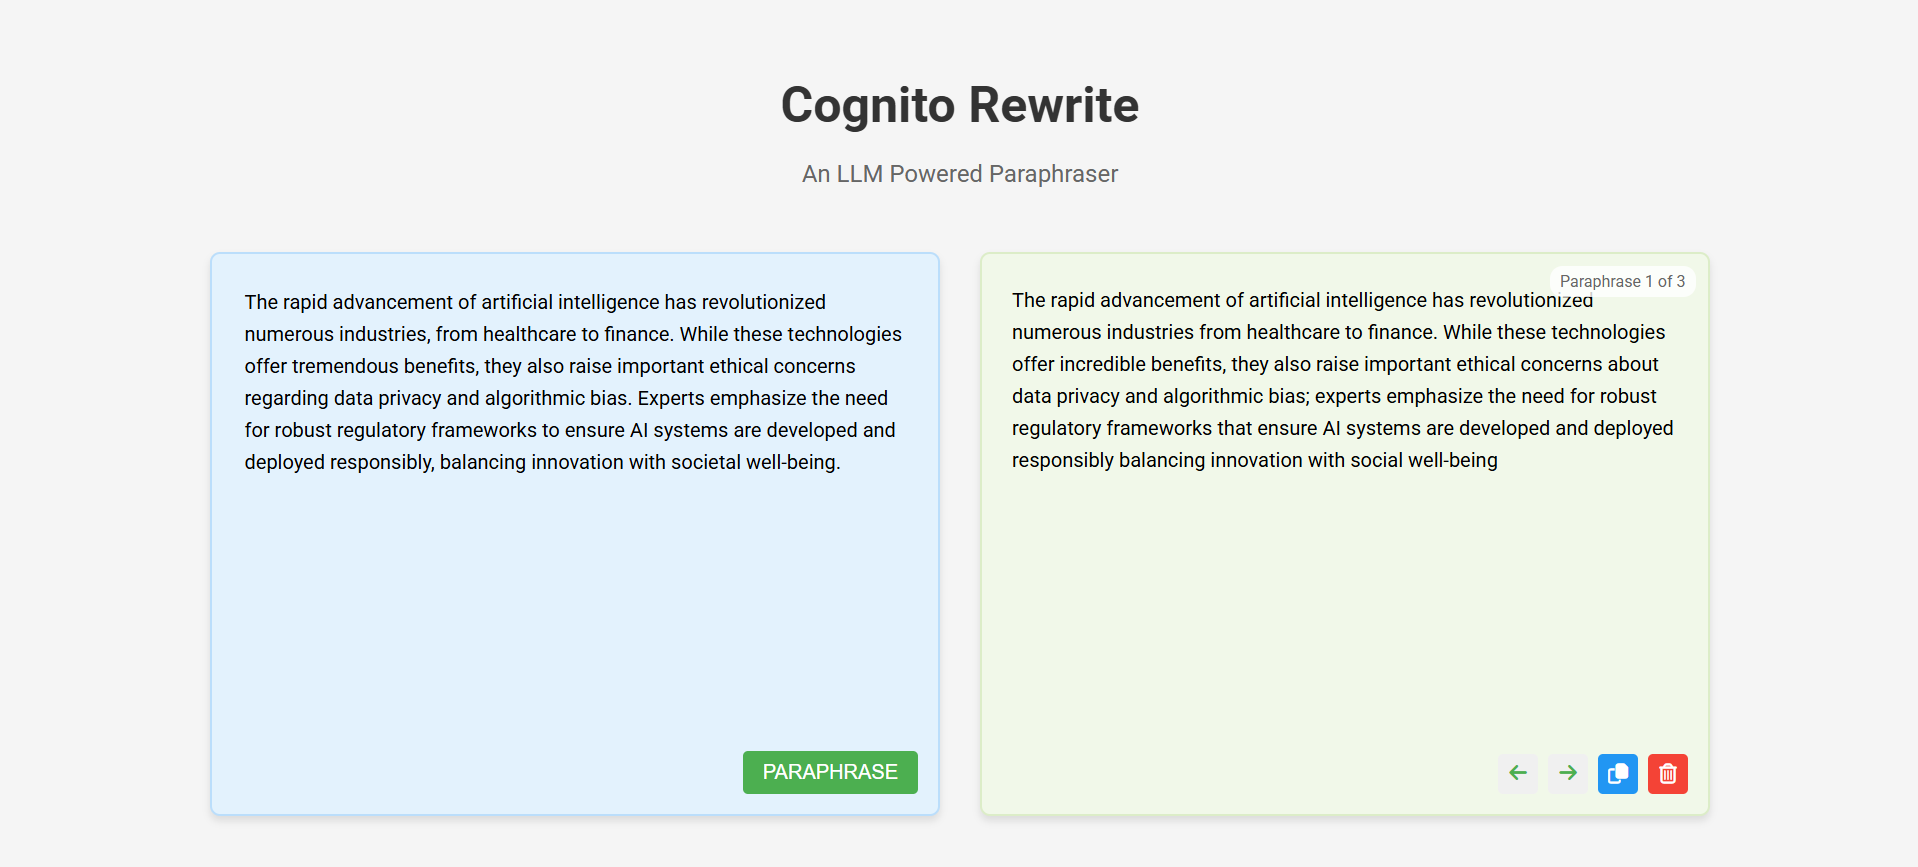 Cognito Rewrite
An LLM Powered Paraphraser
The rapid advancement of artificial intelligence has revolutionized
numerous industries, from healthcare to finance. While these technologies
offer tremendous benefits, they also raise important ethical concerns
regarding data privacy and algorithmic bias. Experts emphasize the need
for robust regulatory frameworks to ensure AI systems are developed and
deployed responsibly, balancing innovation with societal well-being.
PARAPHRASE
Paraphrase 1 of 3
The rapid advancement of artificial intelligence has revolutionized
numerous industries from healthcare to finance. While these technologies
offer incredible benefits, they also raise important ethical concerns about
data privacy and algorithmic bias; experts emphasize the need for robust
regulatory frameworks that ensure AI systems are developed and deployed
responsibly balancing innovation with social well-being